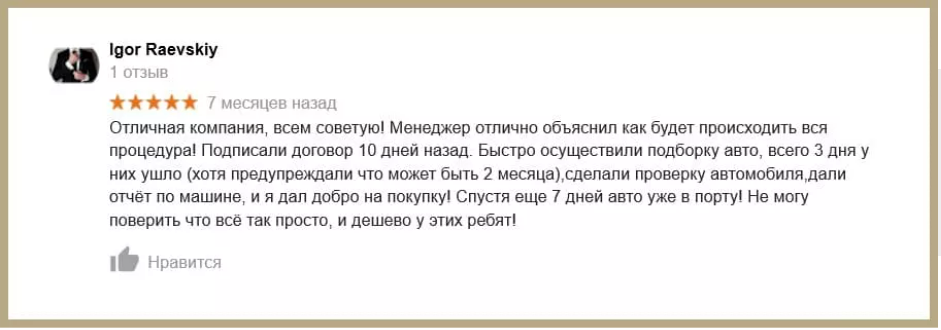 Igor Raevskiy
1 отзыв
7 месяцев назад
Отличная компания, всем советую! Менеджер отлично объяснил как будет происходить вся
процедура! Подписали договор 10 дней назад. Быстро осуществили подборку авто, всего 3 дня у
них ушло (хотя предупреждали что может быть 2 месяца),сделали проверку автомобиля,дали
отчёт по машине, и я дал добро на покупку! Спустя еще 7 дней авто уже в порту! Не могу
поверить что всё так просто, и дешево у этих ребят!
Нравится